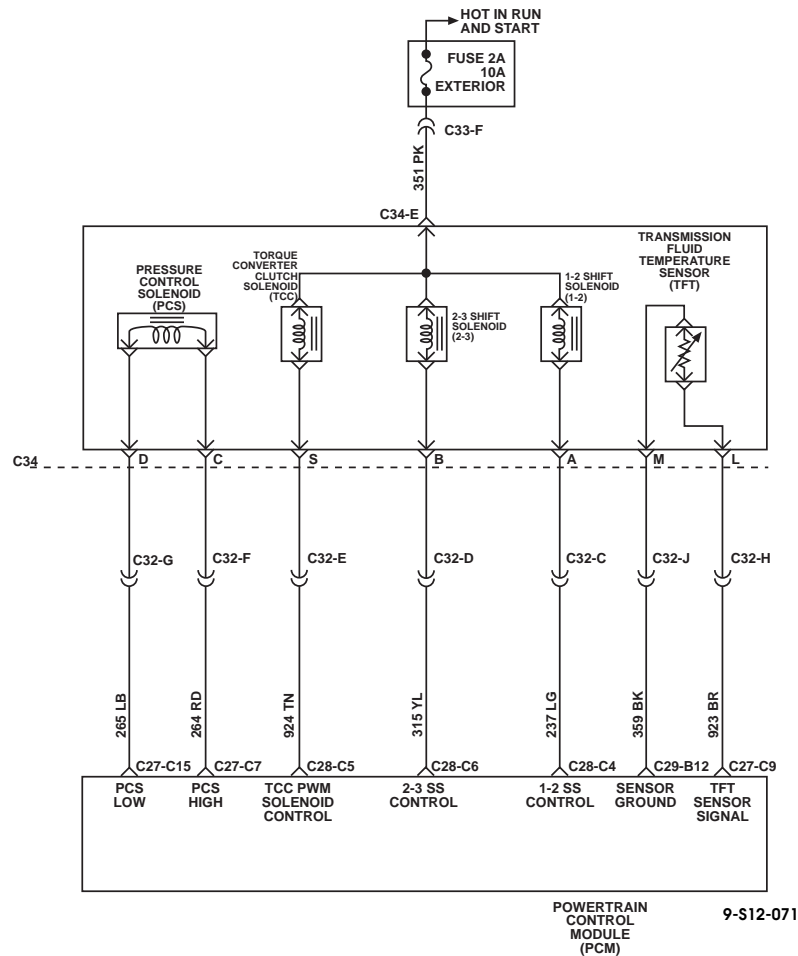 HOT IN RUN
AND START
FUSE 2A
10A
EXTERIOR
C33-F
351 PK
C34-E
PRESSURE
CONTROL
SOLENOID
(PCS)
TORQUE
CONVERTER
CLUTCH
SOLENOID
(TCC)
2-3 SHIFT
SOLENOID
(2-3)
1-2 SHIFT
SOLENOID
(1-2)
TRANSMISSION
FLUID
TEMPERATURE
SENSOR
(TFT)
C34
D
C
S
B
A
M
L
C32-G
C32-F
C32-E
C32-D
C32-C
C32-J
C32-H
265 LB
264 RD
924 TN
315 YL
237 LG
359 BK
923 BR
C27-C15
C27-C7
C28-C5
C28-C6
C28-C4
C29-B12
C27-C9
PCS
LOW
PCS
HIGH
TCC PWM
SOLENOID
CONTROL
2-3 SS
CONTROL
1-2 SS
CONTROL
SENSOR
GROUND
TFT
SENSOR
SIGNAL
POWERTRAIN
CONTROL
MODULE
(PCM)
9-S12-071